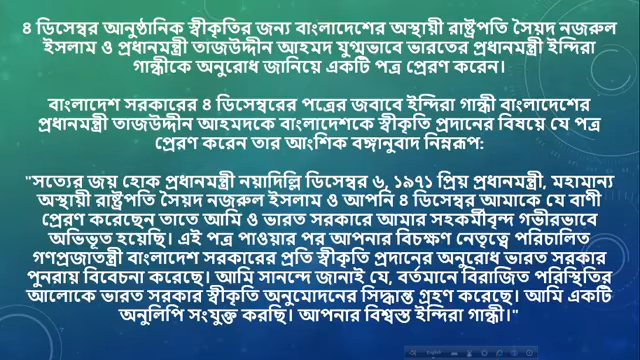 ৪ ডিসেম্বর আনুষ্ঠানিক স্বীকৃতির জন্য বাংলাদেশের অস্থায়ী রাষ্ট্রপতি সৈয়দ নজরুল
ইসলাম ও প্রধানমন্ত্রী তাজউদ্দীন আহমদ যুগ্মভাবে ভারতের প্রধানমন্ত্রী ইন্দিরা
গান্ধীকে অনুরোধ জানিয়ে একটি পত্র প্রেরণ করেন।
বাংলাদেশ সরকারের ৪ ডিসেম্বরের পত্রের জবাবে ইন্দিরা গান্ধী বাংলাদেশের
প্রধানমন্ত্রী তাজউদ্দীন আহমদকে বাংলাদেশকে স্বীকৃতি প্রদানের বিষয়ে যে পত্র
প্রেরণ করেন তার আংশিক বঙ্গানুবাদ নিম্নরূপ:
"সত্যের জয় হোক প্রধানমন্ত্রী নয়াদিল্লি ডিসেম্বর ৬, ১৯৭১ প্রিয় প্রধানমন্ত্রী, মহামান্য
অস্থায়ী রাষ্ট্রপতি সৈয়দ নজরুল ইসলাম ও আপনি ৪ ডিসেম্বর আমাকে যে বাণী
প্রেরণ করেছেন তাতে আমি ও ভারত সরকারে আমার সহকর্মীবৃন্দ গভীরভাবে
অভিভূত হয়েছি। এই পত্র পাওয়ার পর আপনার বিচক্ষণ নেতৃত্বে পরিচালিত
গণপ্রজাতন্ত্রী বাংলাদেশ সরকারের প্রতি স্বীকৃতি প্রদানের অনুরোধ ভারত সরকার
পুনরায় বিবেচনা করেছে। আমি সানন্দে জানাই যে, বর্তমানে বিরাজিত পরিস্থিতির
আলোকে ভারত সরকার স্বীকৃতি অনুমোদনের সিদ্ধান্ত গ্রহণ করেছে। আমি একটি
অনুলিপি সংযুক্ত করছি। আপনার বিশ্বস্ত ইন্দিরা গান্ধী।"